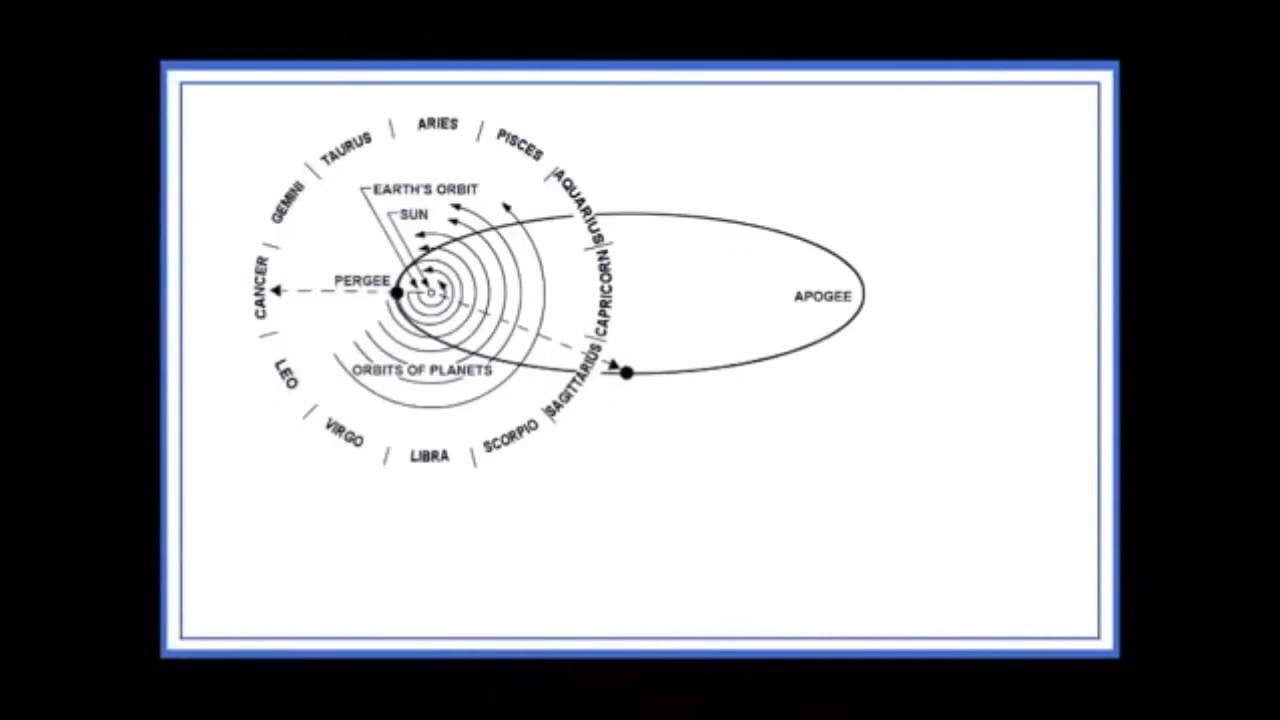 ARIES
PISCES
TAURUS
AQUARIUS
EARTH'S ORBIT
GEMINI
SUN
CANCER
PERGEE
CAPRICORN
APOGEE
LEO
ORBITS OF PLANETS
SAGITTARIUS
VIRGO
SCORPIO
LIBRA